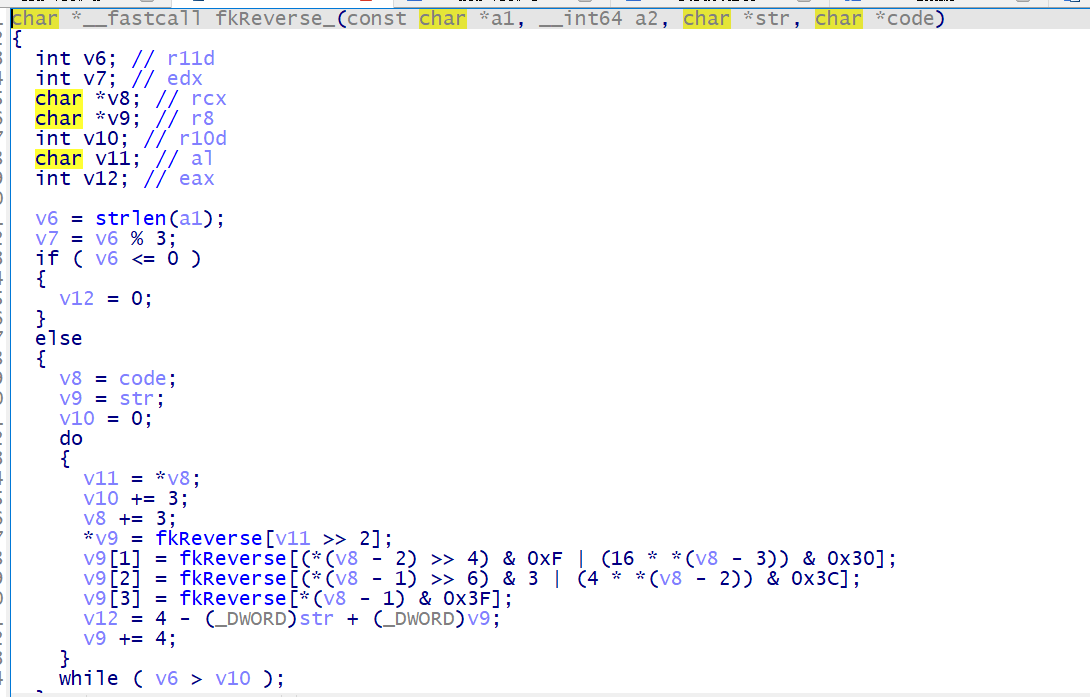 char *__fastcall fkReverse_(const char *a1, __int64 a2, char *str, char *code)
{
  int v6; // r11d
  int v7; // edx
  char *v8; // rcx
  char *v9; // r8
  int v10; // r10d
  char v11; // al
  int v12; // eax

  v6 = strlen(a1);
  v7 = v6 % 3;
  if ( v6 <= 0 )
  {
    v12 = 0;
  }
  else
  {
    v8 = code;
    v9 = str;
    v10 = 0;
    do
    {
      v11 = *v8;
      v10 += 3;
      v8 += 3;
      *v9 = fkReverse[v11 >> 2];
      v9[1] = fkReverse[(*(v8 - 2) >> 4) & 0xF | (16 * *(v8 - 3)) & 0x30];
      v9[2] = fkReverse[(*(v8 - 1) >> 6) & 3 | (4 * *(v8 - 2)) & 0x3C];
      v9[3] = fkReverse[*(v8 - 1) & 0x3F];
      v12 = 4 - (_DWORD)str + (_DWORD)v9;
      v9 += 4;
    }
    while ( v6 > v10 );